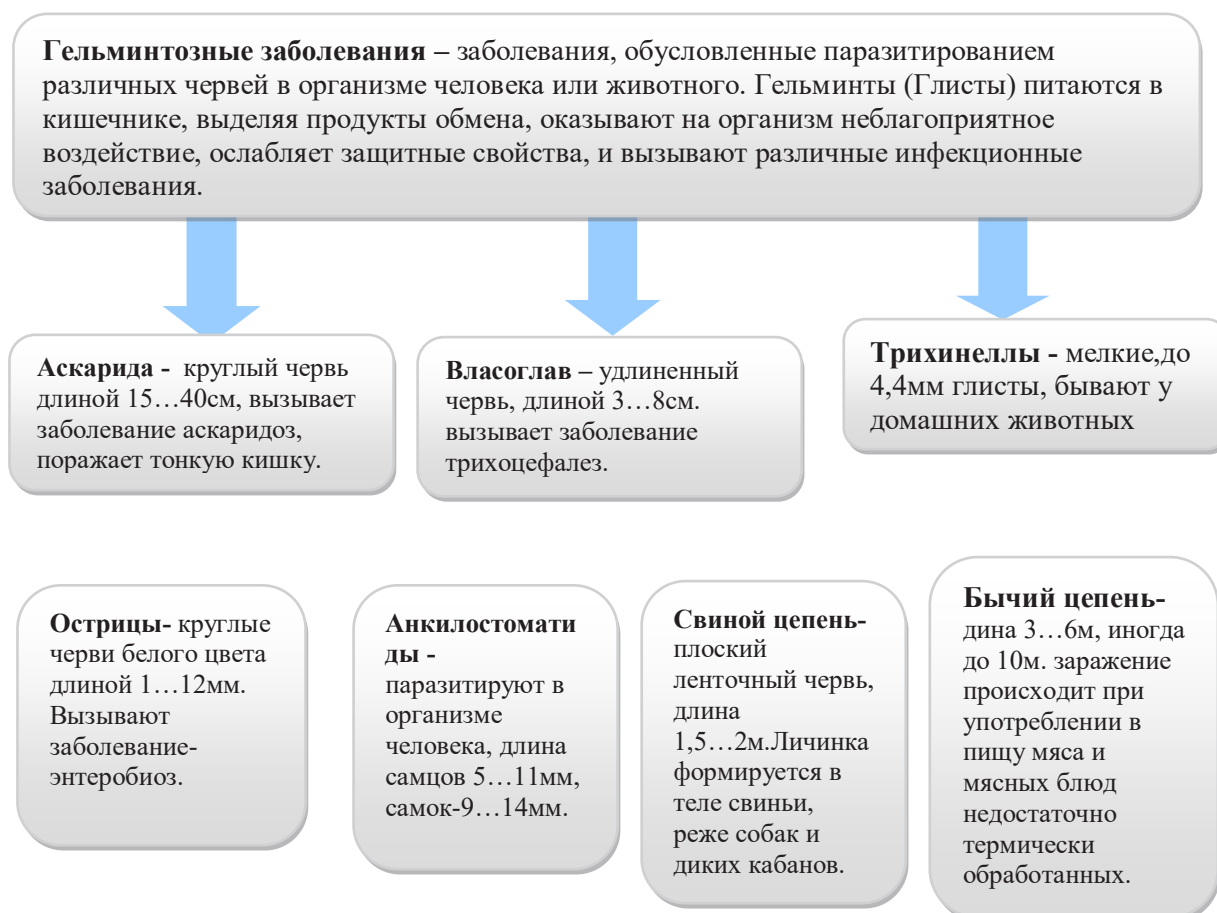 Гельминтозные заболевания – заболевания, обусловленные паразитированием
различных червей в организме человека или животного. Гельминты (Глисты) питаются в
кишечнике, выделяя продукты обмена, оказывают на организм неблагоприятное
воздействие, ослабляет защитные свойства, и вызывают различные инфекционные
заболевания.
Аскарида - круглый червь
длиной 15…40см, вызывает
заболевание аскаридоз,
поражает тонкую кишку.
Власоглав – удлиненный
червь, длиной 3…8см.
вызывает заболевание
трихоцефалез.
Трихинеллы - мелкие,до
4,4мм глисты, бывают у
домашних животных
Острицы- круглые
черви белого цвета
длиной 1…12мм.
Вызывают
заболевание-
энтеробиоз.
Анкилостомати
ды -
паразитируют в
организме
человека, длина
самцов 5…11мм,
самок-9…14мм.
Свиной цепень-
плоский
ленточный червь,
длина
1,5…2м.Личинка
формируется в
теле свиньи,
реже собак и
диких кабанов.
Бычий цепень-
дина 3…6м, иногда
до 10м. заражение
происходит при
употреблении в
пищу мяса и
мясных блюд
недостаточно
термически
обработанных.